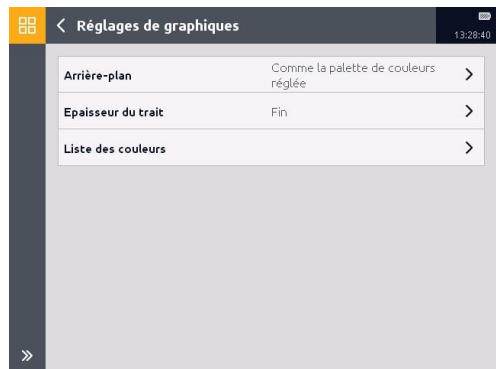 Réglages de graphiques
13:28:40
Arrière-plan
Comme la palette de couleurs
réglée
Epaisseur du trait
Fin
Liste des couleurs